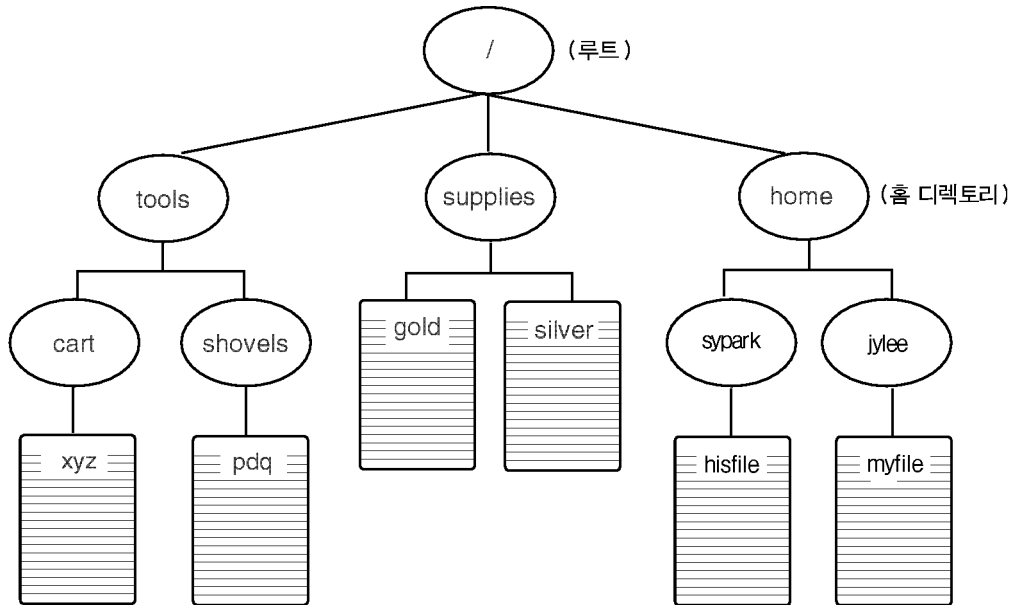 / (루트)
tools supplies home (홈 디렉토리)
cart shovels gold silver sypark jylee
xyz pdq hisfile myfile